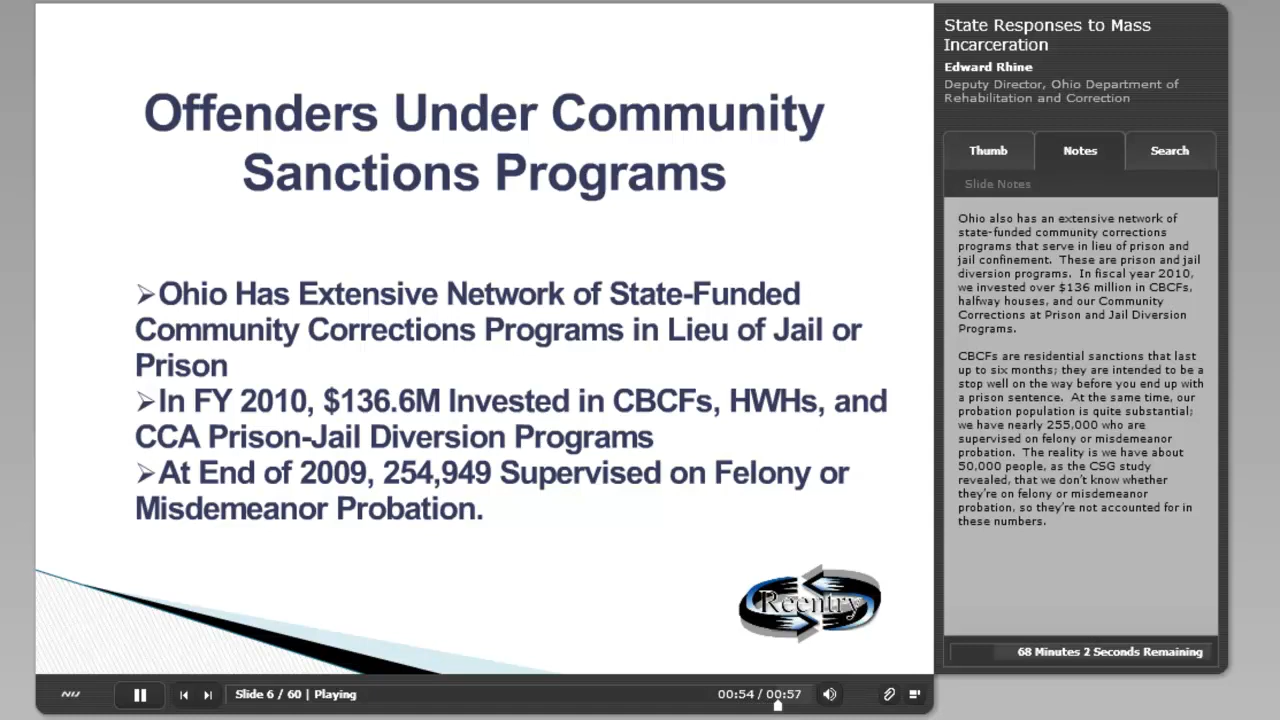 Offenders Under Community
Sanctions Programs
➢Ohio Has Extensive Network of State-Funded
Community Corrections Programs in Lieu of Jail or
Prison
➢In FY 2010, $136.6M Invested in CBCFs, HWHs, and
CCA Prison-Jail Diversion Programs
➢At End of 2009, 254,949 Supervised on Felony or
Misdemeanor Probation.
Reentry
Slide 6 / 60 | Playing
00:54 / 00:57
State Responses to Mass
Incarceration
Edward Rhine
Deputy Director, Ohio Department of
Rehabilitation and Correction
Thumb
Notes
Search
Slide Notes
Ohio also has an extensive network of
state-funded community corrections
programs that serve in lieu of prison and
jail confinement.  These are prison and jail
diversion programs.  In fiscal year 2010,
we invested over $136 million in CBCFs,
halfway houses, and our Community
Corrections at Prison and Jail Diversion
Programs.
CBCFs are residential sanctions that last
up to six months; they are intended to be a
stop well on the way before you end up with
a prison sentence.  At the same time, our
probation population is quite substantial;
we have nearly 255,000 who are
supervised on felony or misdemeanor
probation.  The reality is we have about
50,000 people, as the CSG study
revealed, that we don't know whether
they're on felony or misdemeanor
probation, so they're not accounted for in
these numbers.
68 Minutes 2 Seconds Remaining